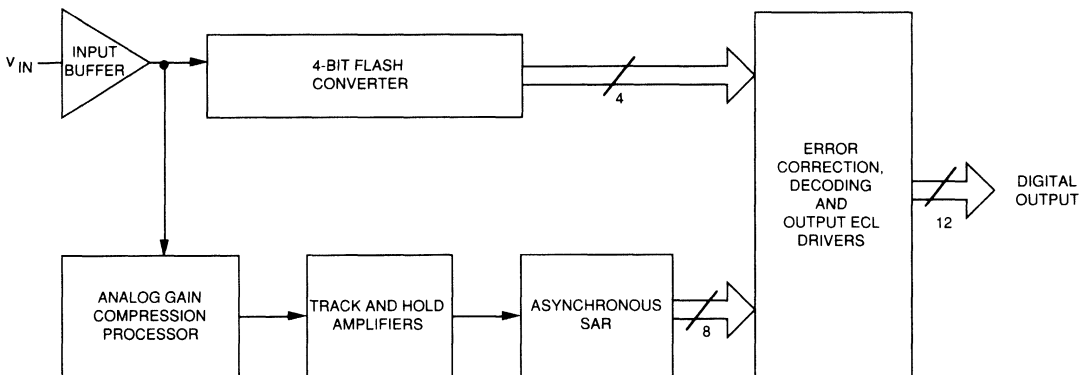 V IN
INPUT
BUFFER
4-BIT FLASH
CONVERTER
4
ERROR
CORRECTION,
DECODING
AND
OUTPUT ECL
DRIVERS
12
DIGITAL
OUTPUT
ANALOG GAIN
COMPRESSION
PROCESSOR
TRACK AND HOLD
AMPLIFIERS
ASYNCHRONOUS
SAR
8